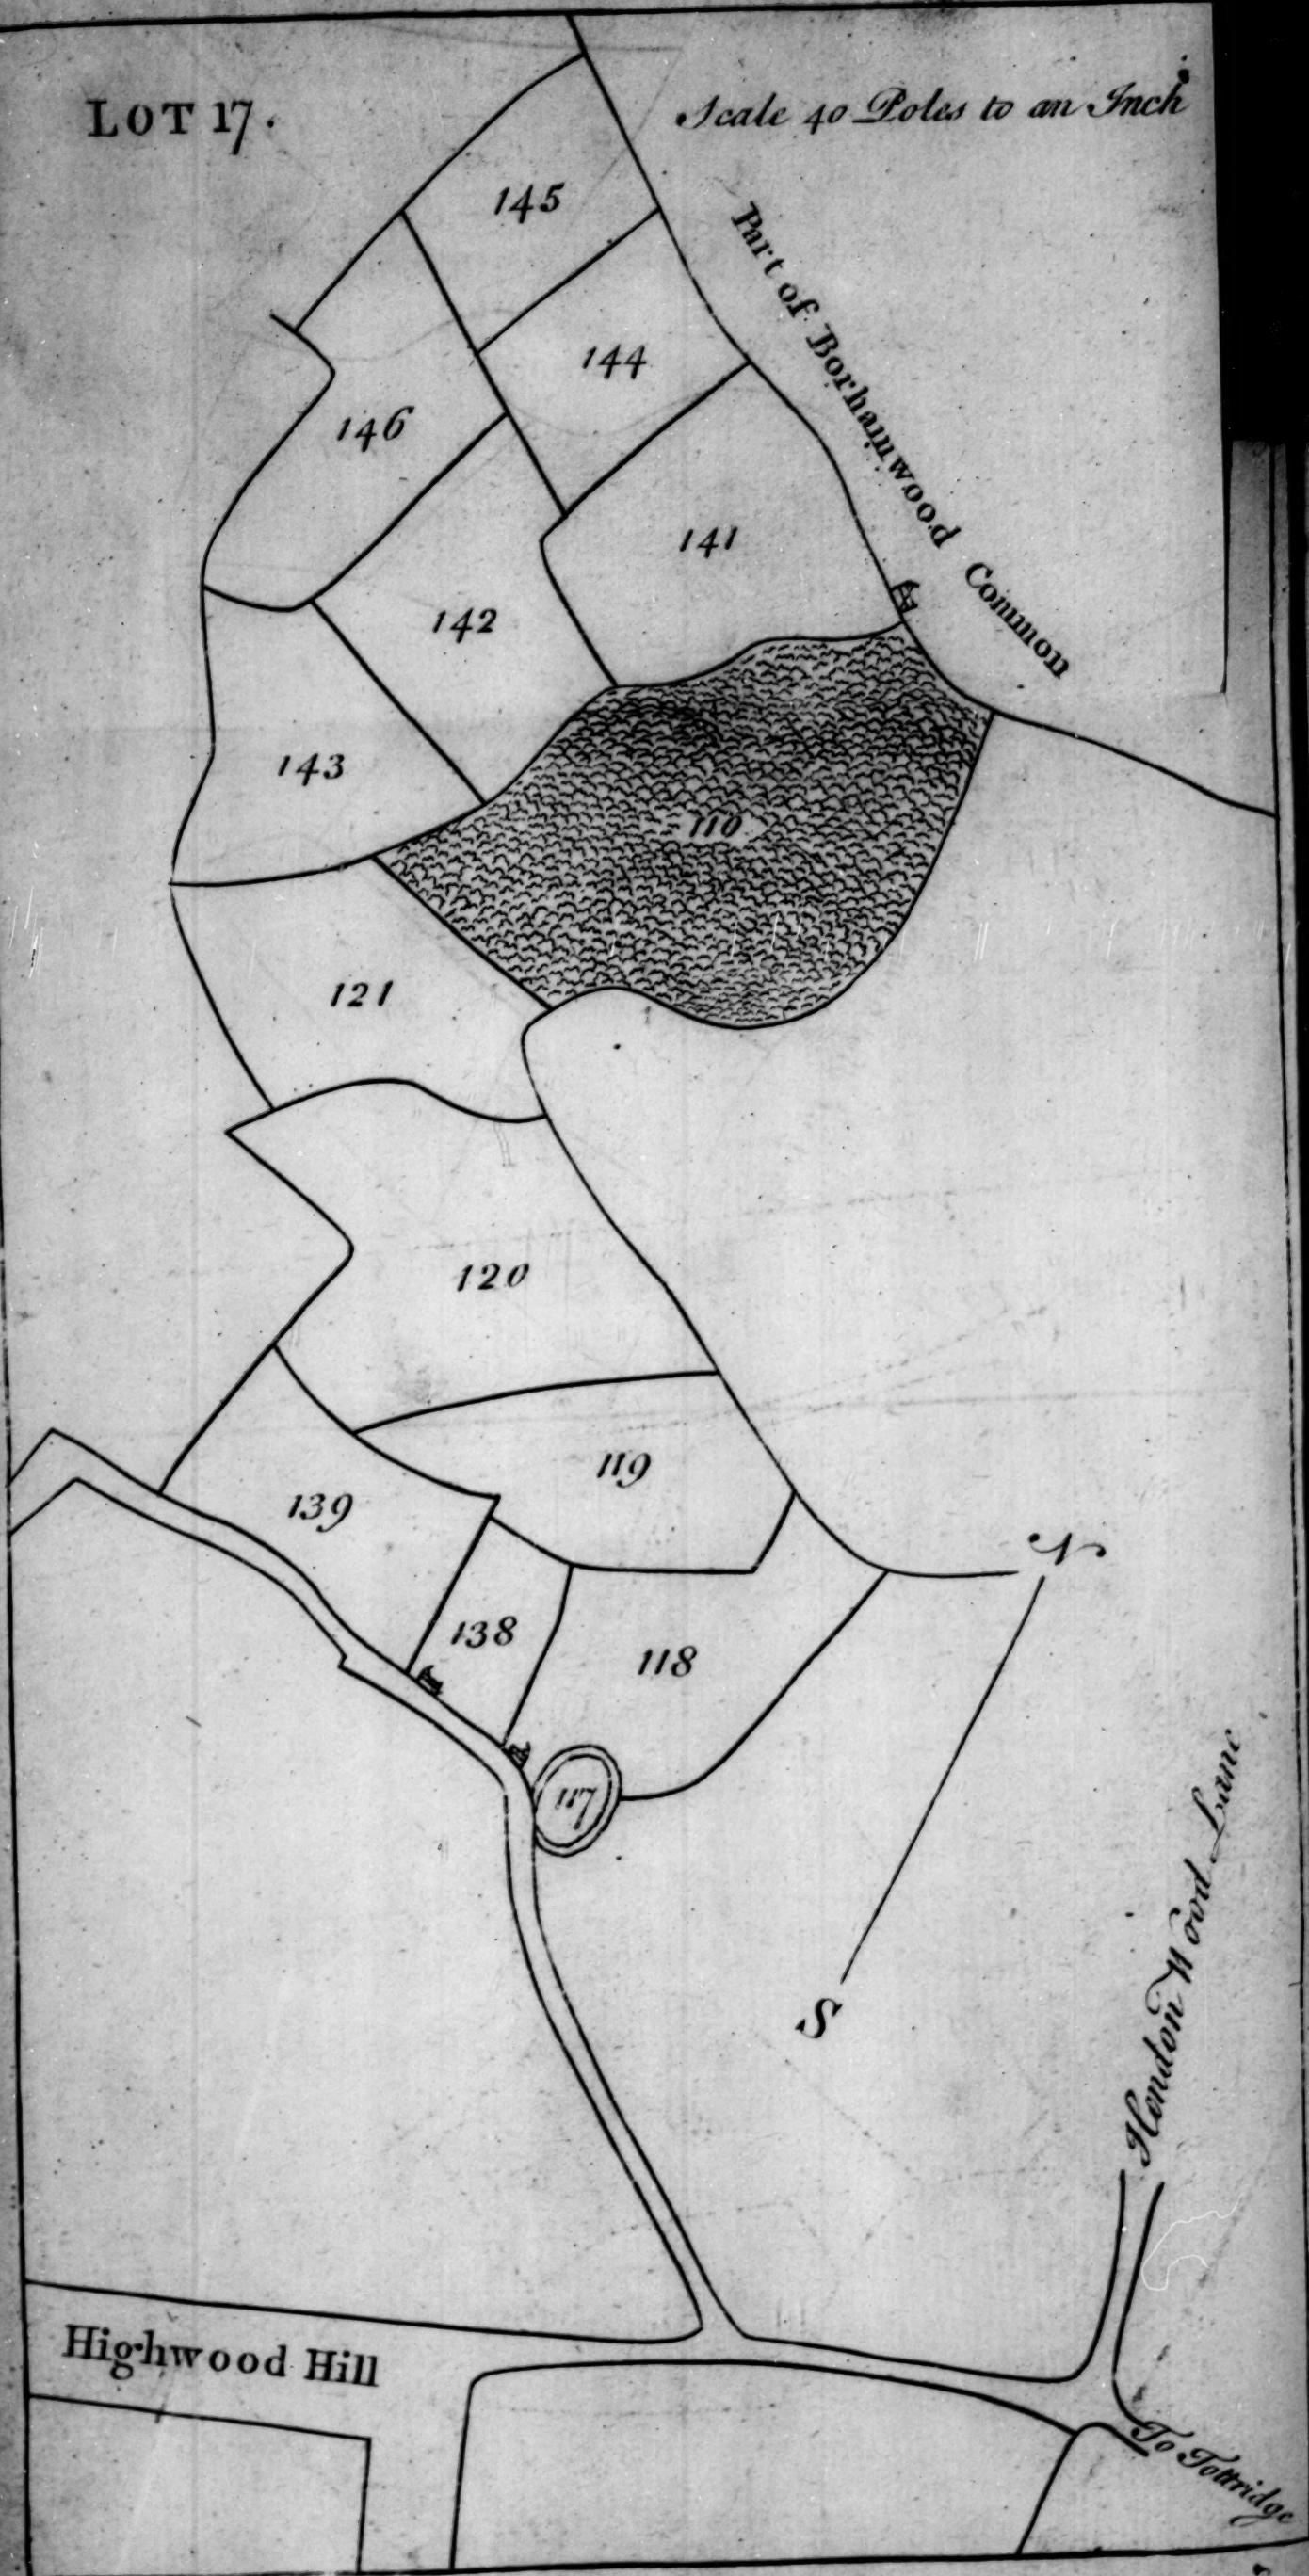 LOT 17.
Scale 40 Poles to an Inch
145
Part of Borhamwood Common
144
146
141
142
143
110
121
120
119
139
N
138
118
117
S
Hendon Wood Lane
Highwood Hill
To Tottridge